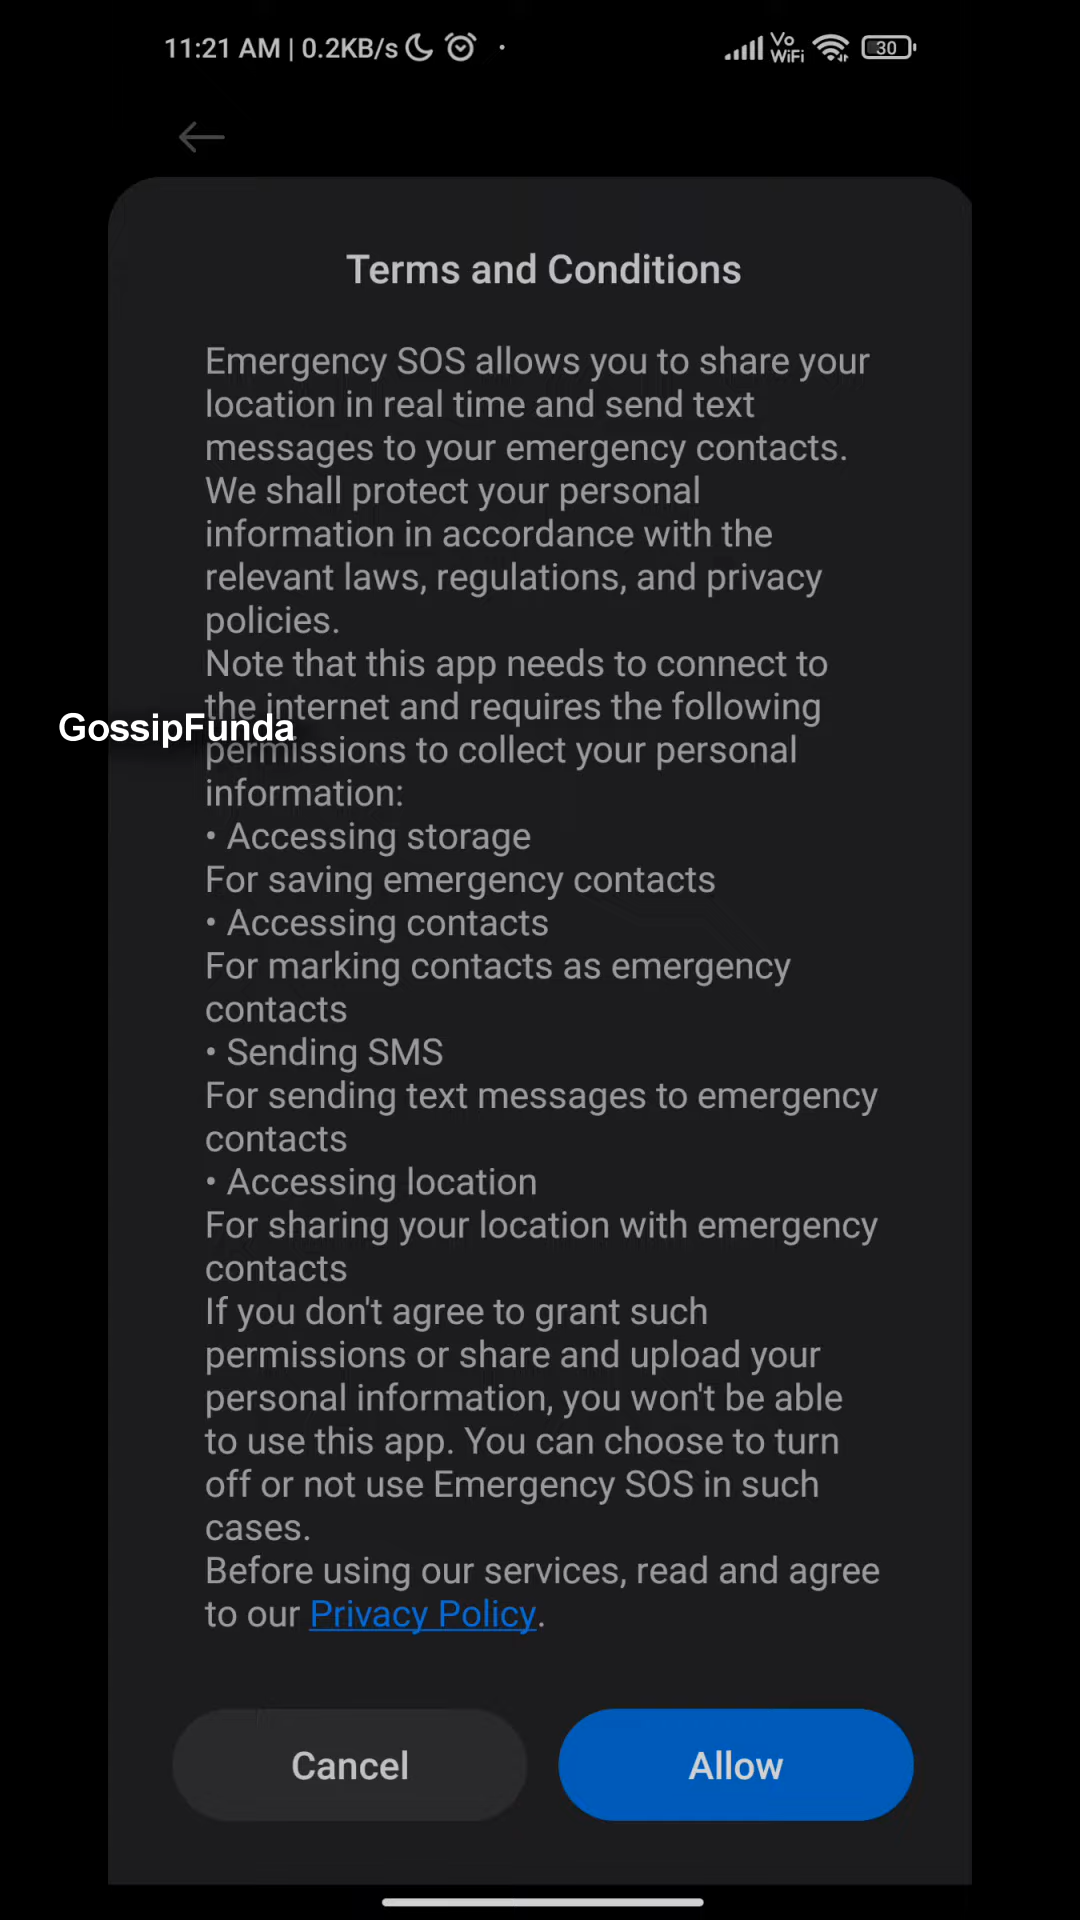 11:21 AM | 0.2KB/s
Vo
WiFi
30
Terms and Conditions
Emergency SOS allows you to share your
location in real time and send text
messages to your emergency contacts.
We shall protect your personal
information in accordance with the
relevant laws, regulations, and privacy
policies.
Note that this app needs to connect to
the internet and requires the following
GossipFunda
permissions to collect your personal
information:
• Accessing storage
For saving emergency contacts
• Accessing contacts
For marking contacts as emergency
contacts
• Sending SMS
For sending text messages to emergency
contacts
• Accessing location
For sharing your location with emergency
contacts
If you don't agree to grant such
permissions or share and upload your
personal information, you won't be able
to use this app. You can choose to turn
off or not use Emergency SOS in such
cases.
Before using our services, read and agree
to our Privacy Policy.
Cancel
Allow